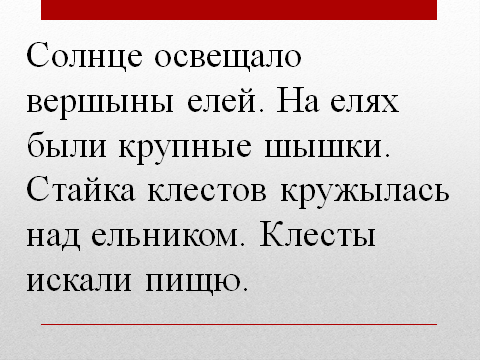 Солнце освещало
вершыны елей. На елях
были крупные шышки.
Стайка клестов кружылась
над ельником. Клесты
искали пищю.